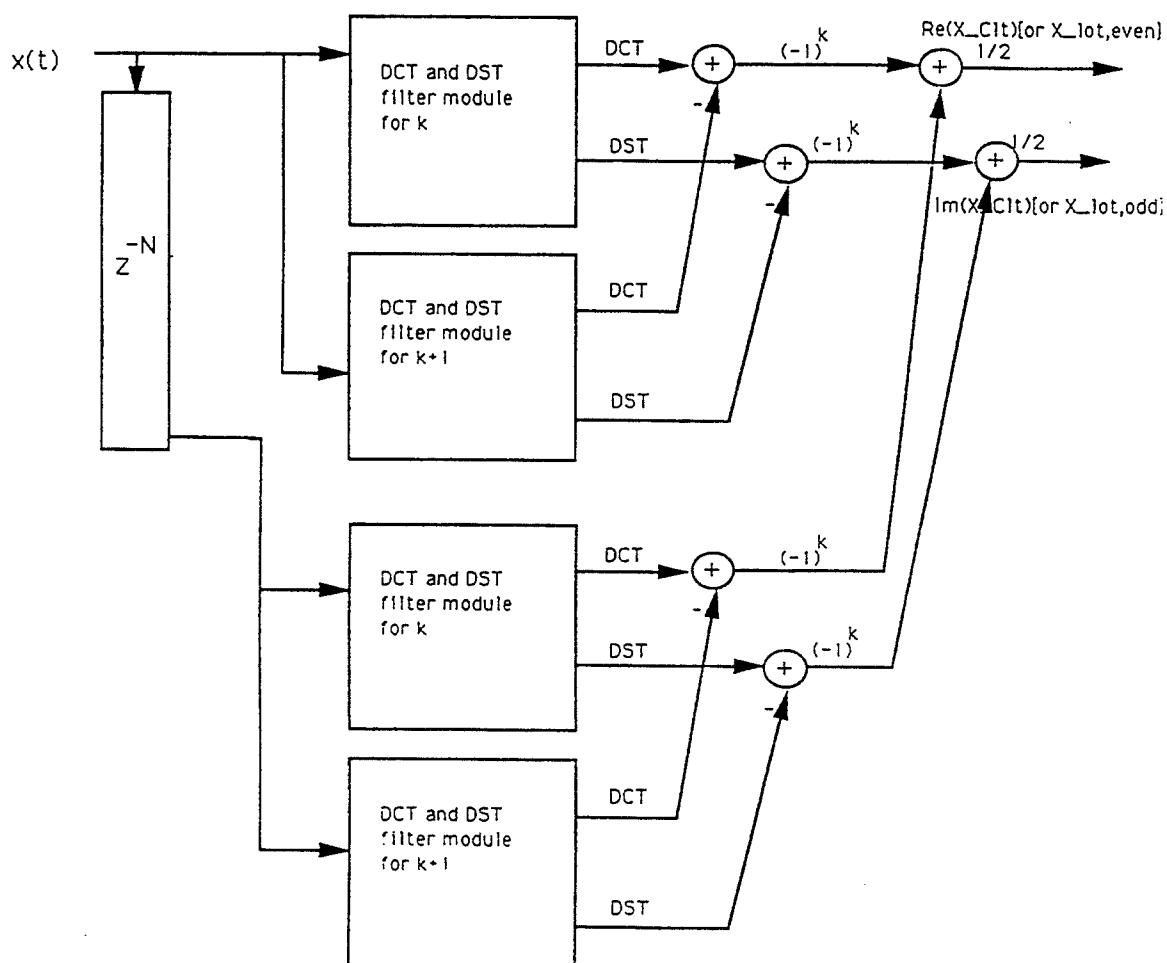 x(t)
Z^-N
DCT and DST
filter module
for k
DCT
DST
+
-
(-1)^k
+
-
(-1)^k
+
1/2
+
1/2
Re(X_Clt)[or X_lot,even]
Im(X_Clt)[or X_lot,odd]
DCT and DST
filter module
for k+1
DCT
DST
DCT and DST
filter module
for k
DCT
DST
+
-
(-1)^k
+
-
(-1)^k
DCT and DST
filter module
for k+1
DCT
DST